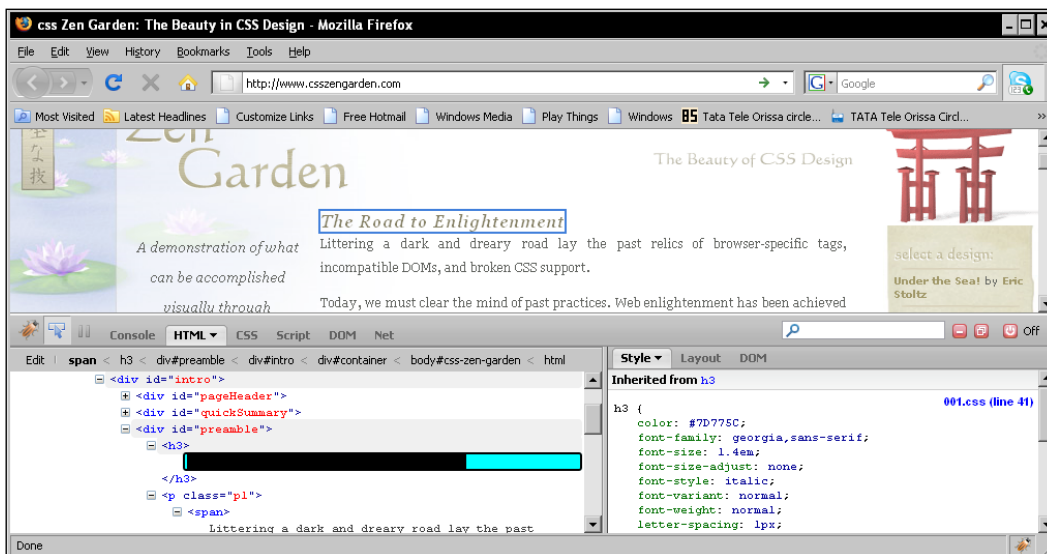 css Zen Garden: The Beauty in CSS Design - Mozilla Firefox
File Edit View History Bookmarks Tools Help
http://www.csszengarden.com
G Google
Most Visited Latest Headlines Customize Links Free Hotmail Windows Media Play Things Windows 85 Tata Tele Orissa circle... TATA Tele Orissa Circl... »
な
技
Zen
Garden
The Beauty of CSS Design
The Road to Enlightenment
A demonstration of what
can be accomplished
visually through
Littering a dark and dreary road lay the past relics of browser-specific tags,
incompatible DOMs, and broken CSS support.
Today, we must clear the mind of past practices. Web enlightenment has been achieved
select a design:
Under the Sea! by Eric
Stoltz
Console HTML CSS Script DOM Net
Off
Edit span < h3 < div#preamble < div#intro < div#container < body#css-zen-garden < html
<div id="intro">
<div id="pageHeader">
<div id="quickSummary">
<div id="preamble">
<h3>
</h3>
<p class="p1">
<span>
Littering a dark and dreary road lay the past
Style Layout DOM
Inherited from h3
001.css (line 41)
h3 {
color: #7D775C;
font-family: georgia,sans-serif;
font-size: 1.4em;
font-size-adjust: none;
font-style: italic;
font-variant: normal;
font-weight: normal;
letter-spacing: 1px;
Done